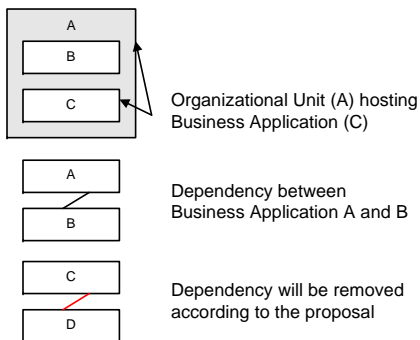 A
B
C
Organizational Unit (A) hosting
Business Application (C)
A
B
Dependency between
Business Application A and B
C
D
Dependency will be removed
according to the proposal